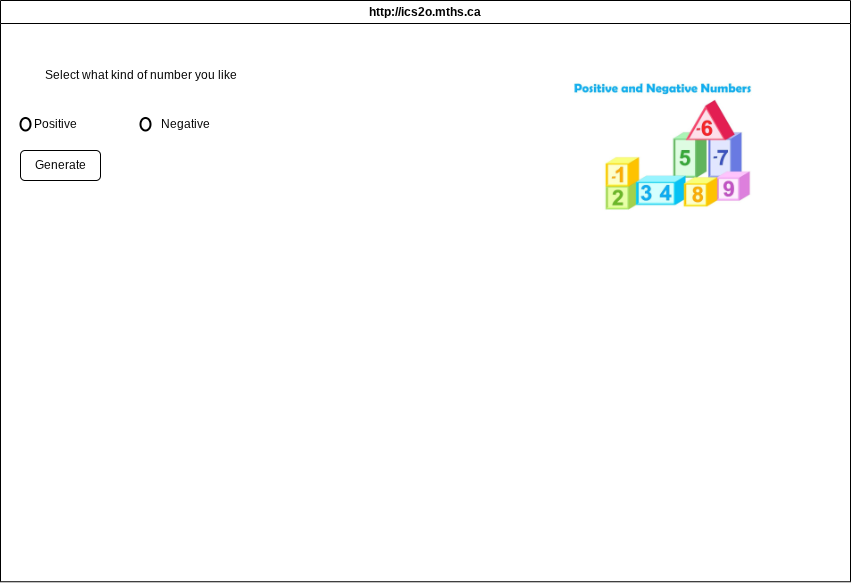 http://ics2o.mths.ca
Select what kind of number you like
Positive and Negative Numbers
Positive
Negative
Generate
-6
5
-7
-1
2
3 4
8
9